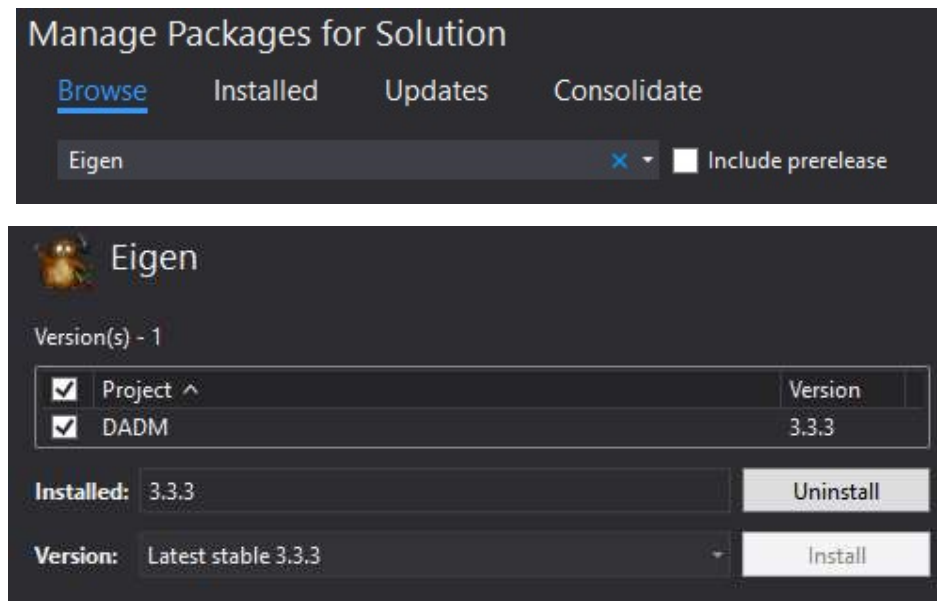 Manage Packages for Solution
Browse Installed Updates Consolidate
Eigen Include prerelease
Eigen
Version(s) - 1
Project Version
DADM 3.3.3
Installed: 3.3.3 Uninstall
Version: Latest stable 3.3.3 Install